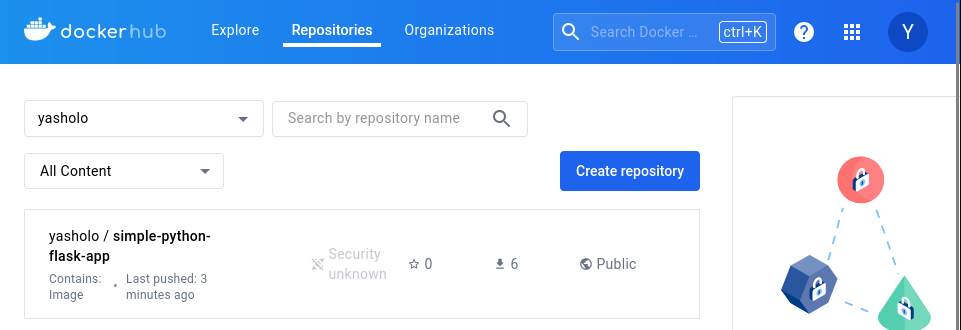 dockerhub Explore Repositories Organizations Search Docker ... ctrl+K ? Y
yasholo Search by repository name
All Content Create repository
yasholo / simple-python-
flask-app
Security
unknown
0 6 Public
Contains: Last pushed: 3
Image • minutes ago